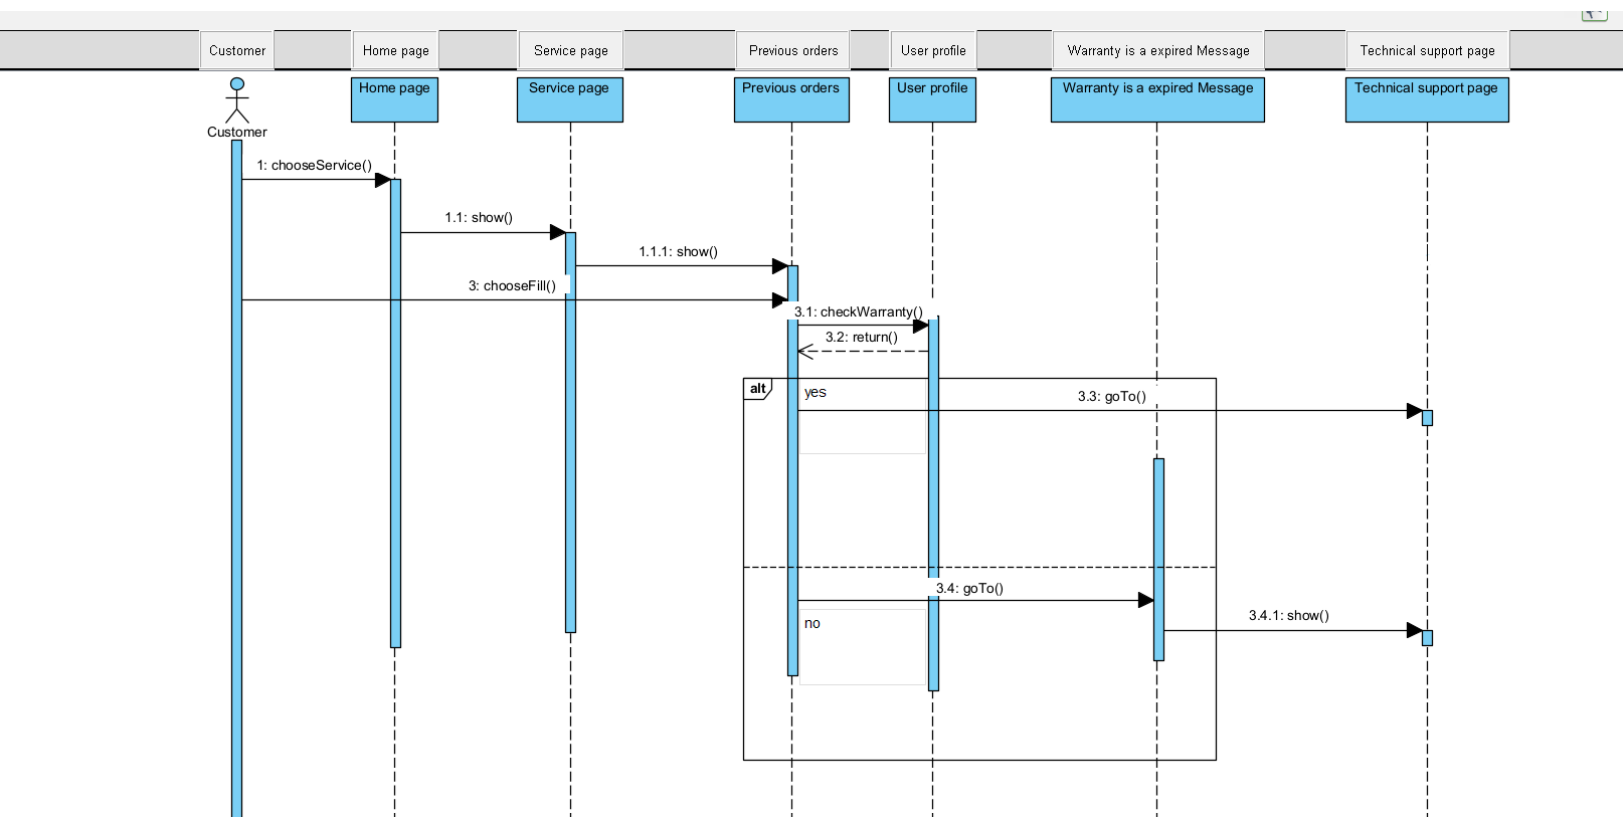 Customer
Home page
Service page
Previous orders
User profile
Warranty is a expired Message
Technical support page
Home page
Service page
Previous orders
User profile
Warranty is a expired Message
Technical support page
Customer
1: chooseService()
1.1: show()
1.1.1: show()
3: chooseFill()
3.1: checkWarranty()
3.2: return()
alt
yes
3.3: goTo()
3.4: goTo()
no
3.4.1: show()